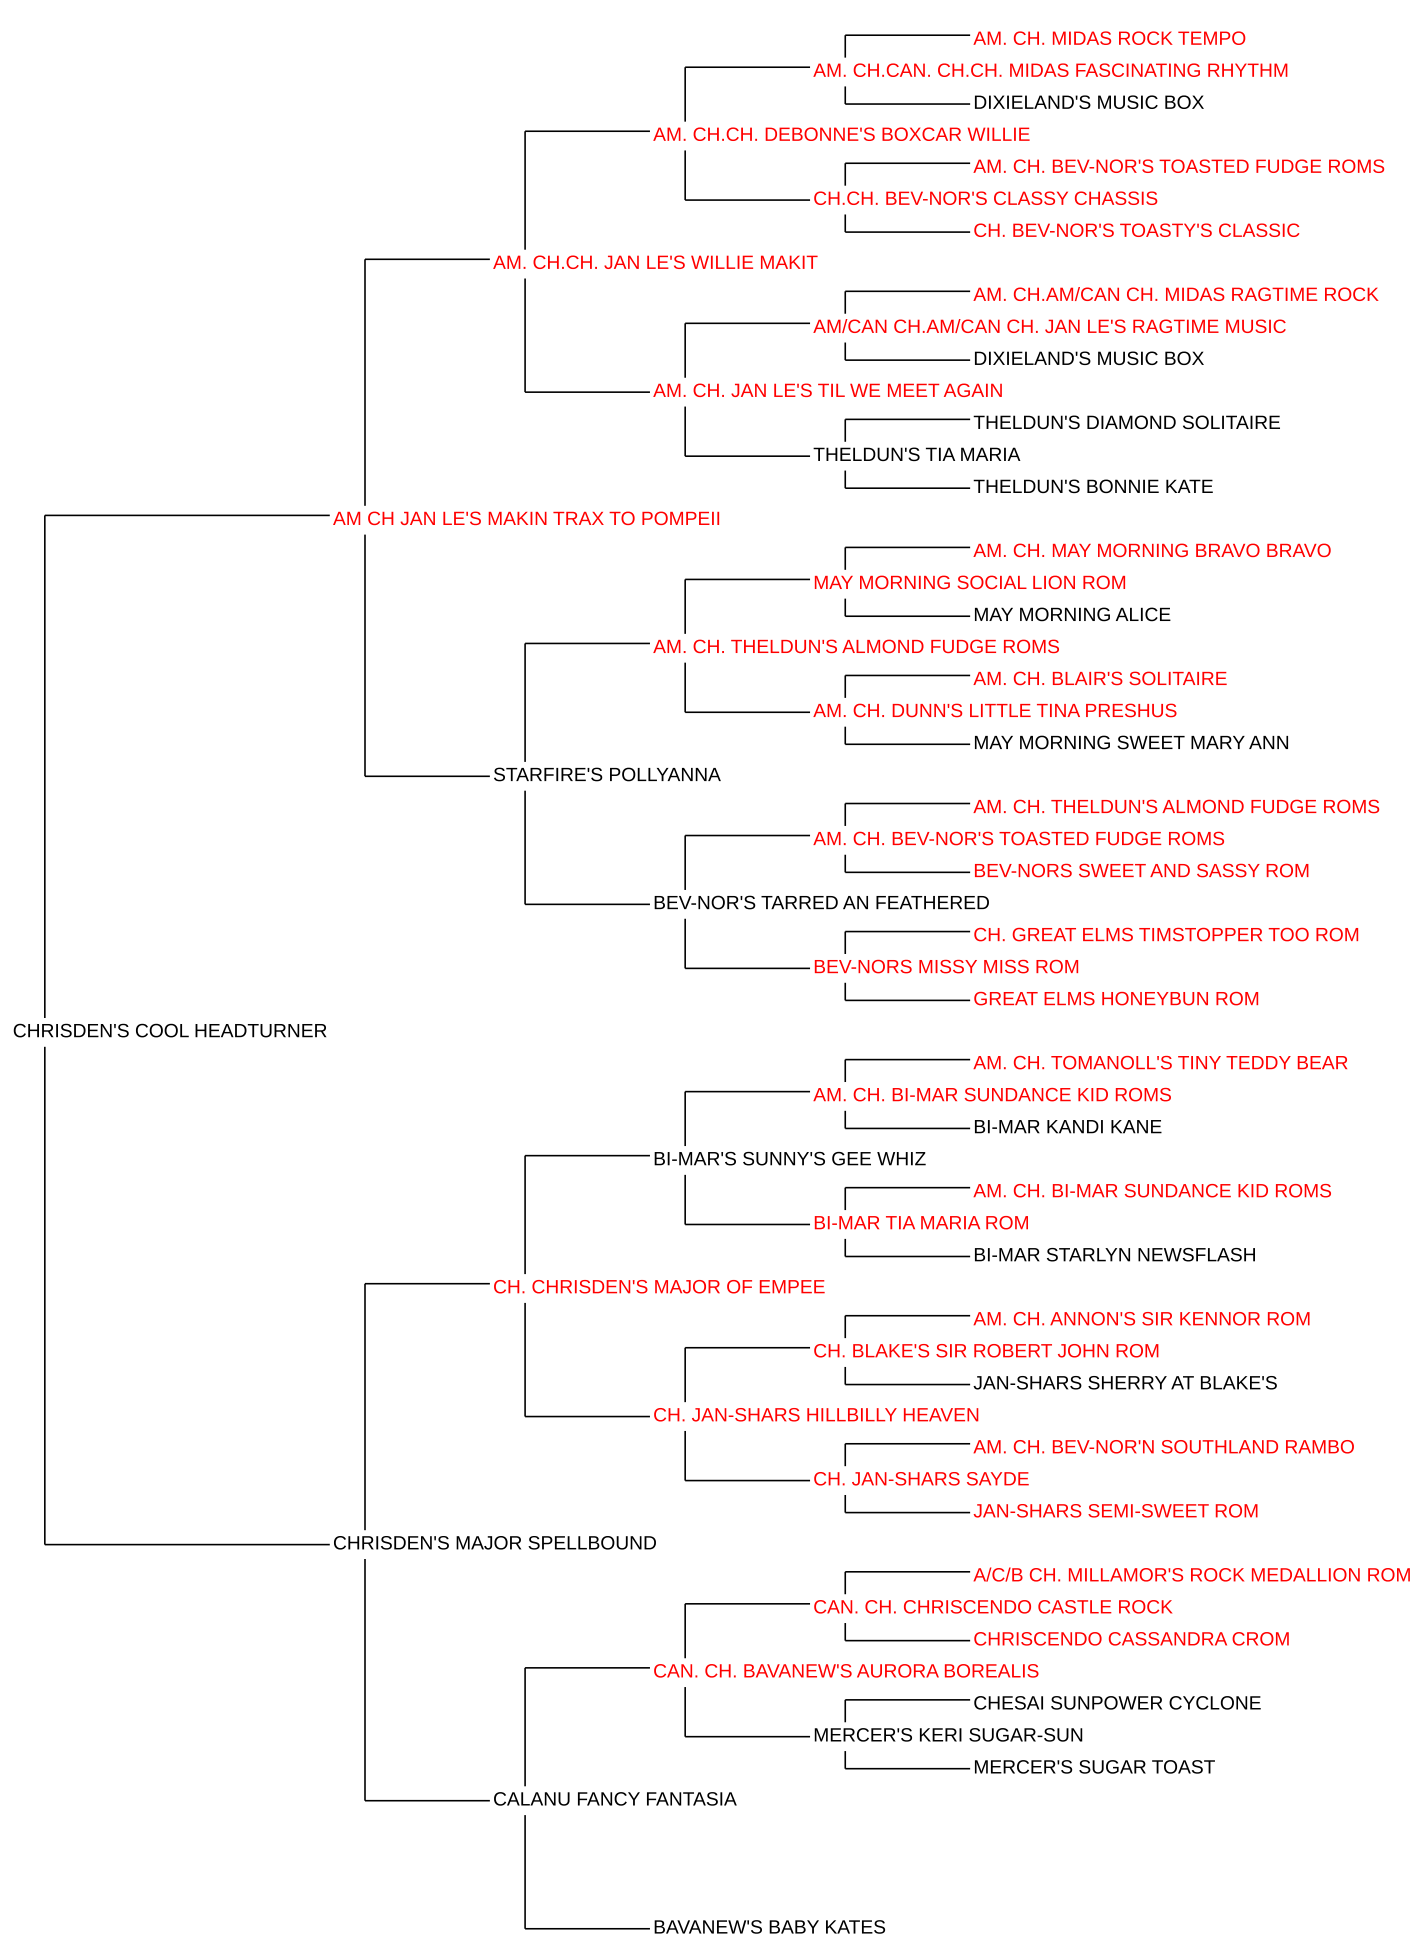 AM. CH. MIDAS ROCK TEMPO
AM. CH.CAN. CH.CH. MIDAS FASCINATING RHYTHM
DIXIELAND'S MUSIC BOX
AM. CH.CH. DEBONNE'S BOXCAR WILLIE
AM. CH. BEV-NOR'S TOASTED FUDGE ROMS
CH.CH. BEV-NOR'S CLASSY CHASSIS
CH. BEV-NOR'S TOASTY'S CLASSIC
AM. CH.CH. JAN LE'S WILLIE MAKIT
AM. CH.AM/CAN CH. MIDAS RAGTIME ROCK
AM/CAN CH.AM/CAN CH. JAN LE'S RAGTIME MUSIC
DIXIELAND'S MUSIC BOX
AM. CH. JAN LE'S TIL WE MEET AGAIN
THELDUN'S DIAMOND SOLITAIRE
THELDUN'S TIA MARIA
THELDUN'S BONNIE KATE
AM CH JAN LE'S MAKIN TRAX TO POMPEII
AM. CH. MAY MORNING BRAVO BRAVO
MAY MORNING SOCIAL LION ROM
MAY MORNING ALICE
AM. CH. THELDUN'S ALMOND FUDGE ROMS
AM. CH. BLAIR'S SOLITAIRE
AM. CH. DUNN'S LITTLE TINA PRESHUS
MAY MORNING SWEET MARY ANN
STARFIRE'S POLLYANNA
AM. CH. THELDUN'S ALMOND FUDGE ROMS
AM. CH. BEV-NOR'S TOASTED FUDGE ROMS
BEV-NORS SWEET AND SASSY ROM
BEV-NOR'S TARRED AN FEATHERED
CH. GREAT ELMS TIMSTOPPER TOO ROM
BEV-NORS MISSY MISS ROM
GREAT ELMS HONEYBUN ROM
CHRISDEN'S COOL HEADTURNER
AM. CH. TOMANOLL'S TINY TEDDY BEAR
AM. CH. BI-MAR SUNDANCE KID ROMS
BI-MAR KANDI KANE
BI-MAR'S SUNNY'S GEE WHIZ
AM. CH. BI-MAR SUNDANCE KID ROMS
BI-MAR TIA MARIA ROM
BI-MAR STARLYN NEWSFLASH
CH. CHRISDEN'S MAJOR OF EMPEE
AM. CH. ANNON'S SIR KENNOR ROM
CH. BLAKE'S SIR ROBERT JOHN ROM
JAN-SHARS SHERRY AT BLAKE'S
CH. JAN-SHARS HILLBILLY HEAVEN
AM. CH. BEV-NOR'N SOUTHLAND RAMBO
CH. JAN-SHARS SAYDE
JAN-SHARS SEMI-SWEET ROM
CHRISDEN'S MAJOR SPELLBOUND
A/C/B CH. MILLAMOR'S ROCK MEDALLION ROM
CAN. CH. CHRISCENDO CASTLE ROCK
CHRISCENDO CASSANDRA CROM
CAN. CH. BAVANEW'S AURORA BOREALIS
CHESAI SUNPOWER CYCLONE
MERCER'S KERI SUGAR-SUN
MERCER'S SUGAR TOAST
CALANU FANCY FANTASIA
BAVANEW'S BABY KATES